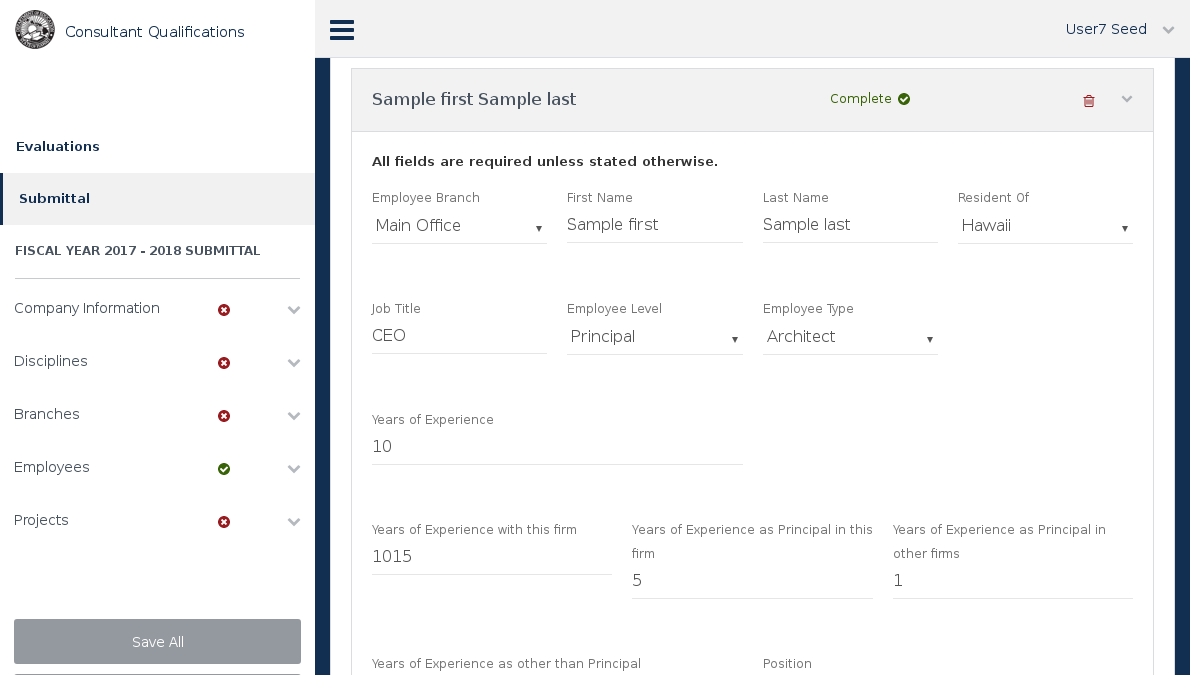 Consultant Qualifications
User7 Seed
Evaluations
Submittal
FISCAL YEAR 2017 - 2018 SUBMITTAL
Company Information
Disciplines
Branches
Employees
Projects
Save All
Sample first Sample last
Complete
All fields are required unless stated otherwise.
Employee Branch
Main Office
First Name
Sample first
Last Name
Sample last
Resident Of
Hawaii
Job Title
CEO
Employee Level
Principal
Employee Type
Architect
Years of Experience
10
Years of Experience with this firm
1015
Years of Experience as Principal in this
firm
5
Years of Experience as Principal in
other firms
1
Years of Experience as other than Principal
Position